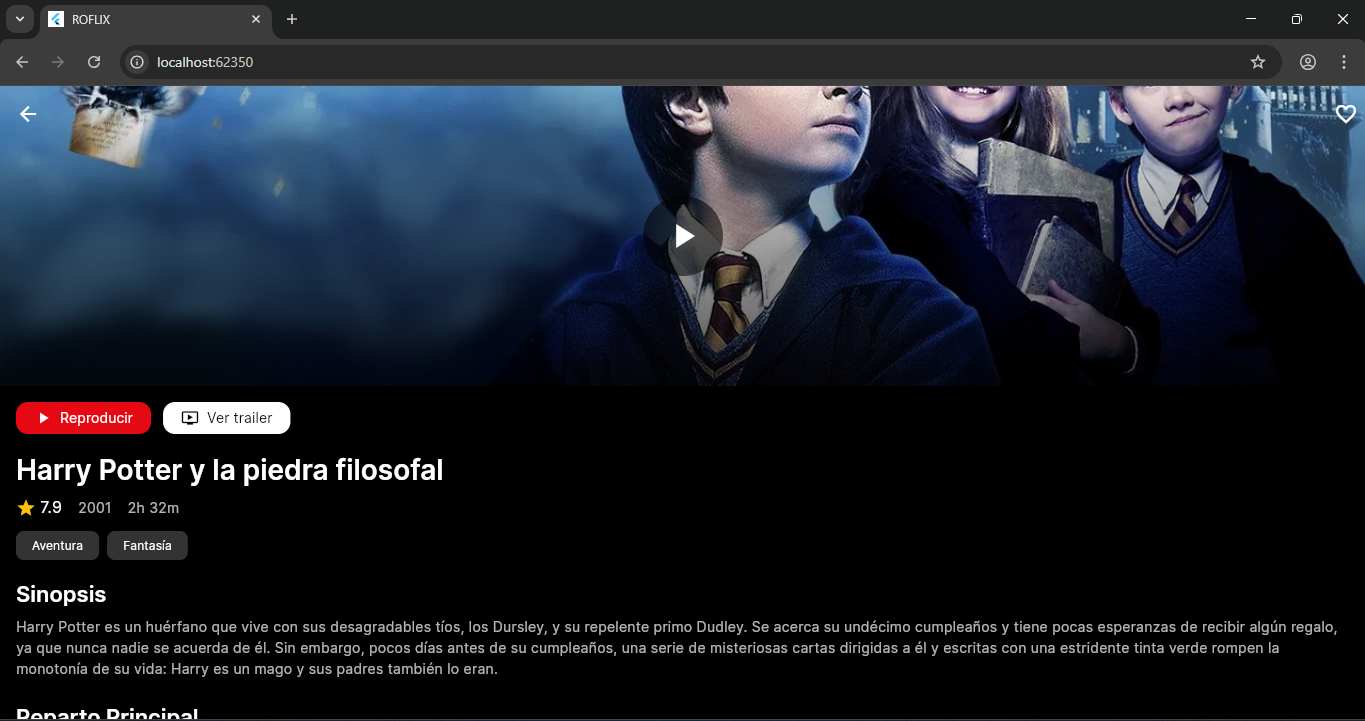 ROFLIX
localhost:62350
Reproducir
Ver trailer
Harry Potter y la piedra filosofal
7.9 2001 2h 32m
Aventura Fantasía
Sinopsis
Harry Potter es un huérfano que vive con sus desagradables tíos, los Dursley, y su repelente primo Dudley. Se acerca su undécimo cumpleaños y tiene pocas esperanzas de recibir algún regalo,
ya que nunca nadie se acuerda de él. Sin embargo, pocos días antes de su cumpleaños, una serie de misteriosas cartas dirigidas a él y escritas con una estridente tinta verde rompen la
monotonía de su vida: Harry es un mago y sus padres también lo eran.
Reparto Principal